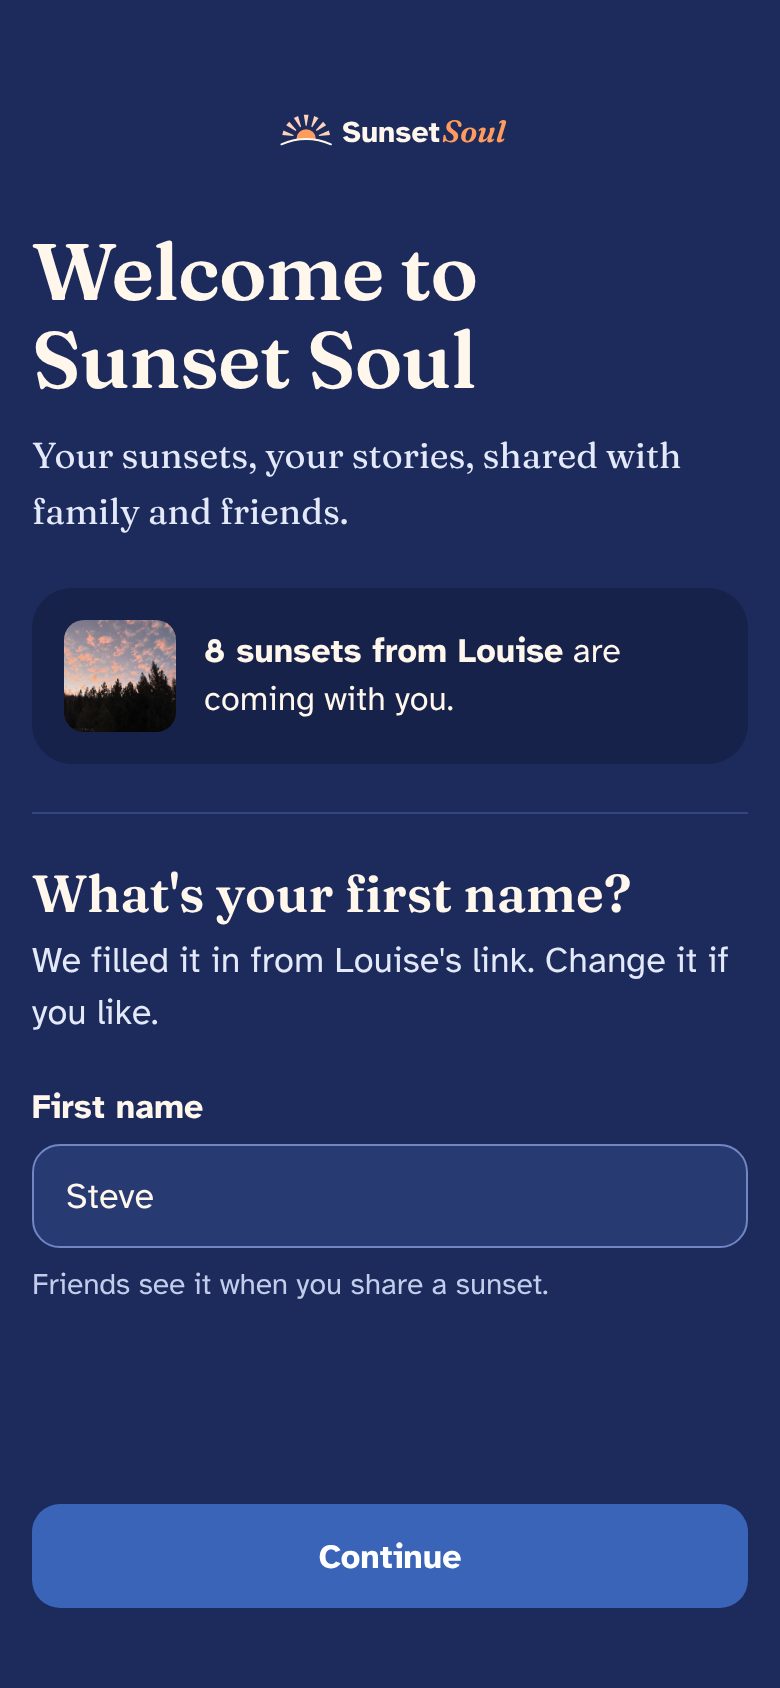 SunsetSoul
Welcome to
Sunset Soul
Your sunsets, your stories, shared with
family and friends.
8 sunsets from Louise are
coming with you.
What's your first name?
We filled it in from Louise's link. Change it if
you like.
First name
Steve
Friends see it when you share a sunset.
Continue